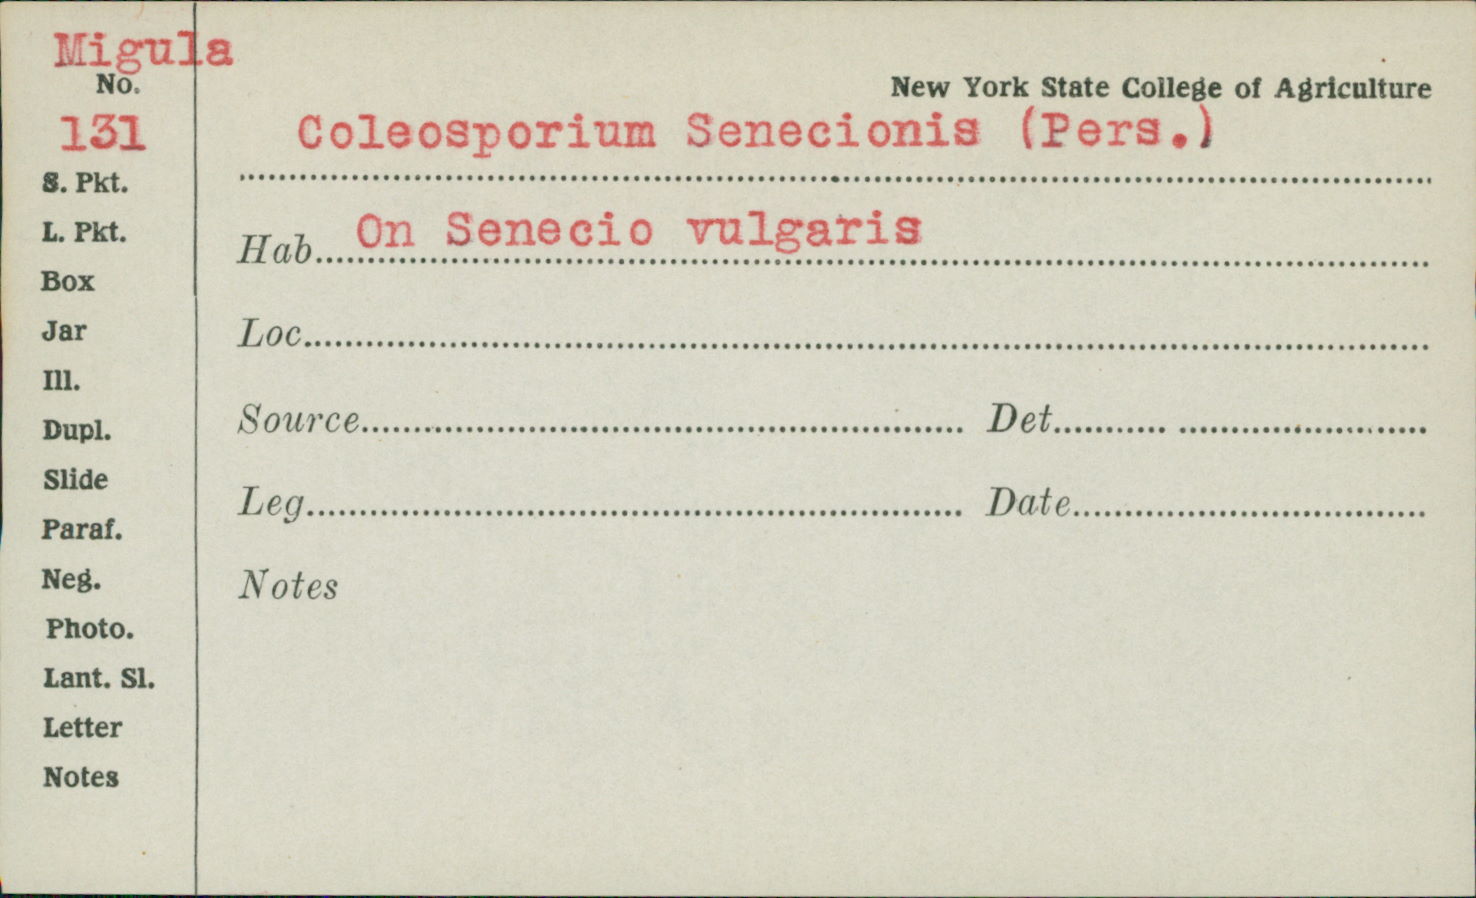 Migula
No.
New York State College of Agriculture
131
Coleosporium Senecionis (Pers.)
S. Pkt.
L. Pkt.
Hab... On Senecio vulgaris
Box
Jar
Loc.
Ill.
Dupl.
Source Det.
Slide
Leg. Date
Paraf.
Neg.
Notes
Photo.
Lant. Sl.
Letter
Notes